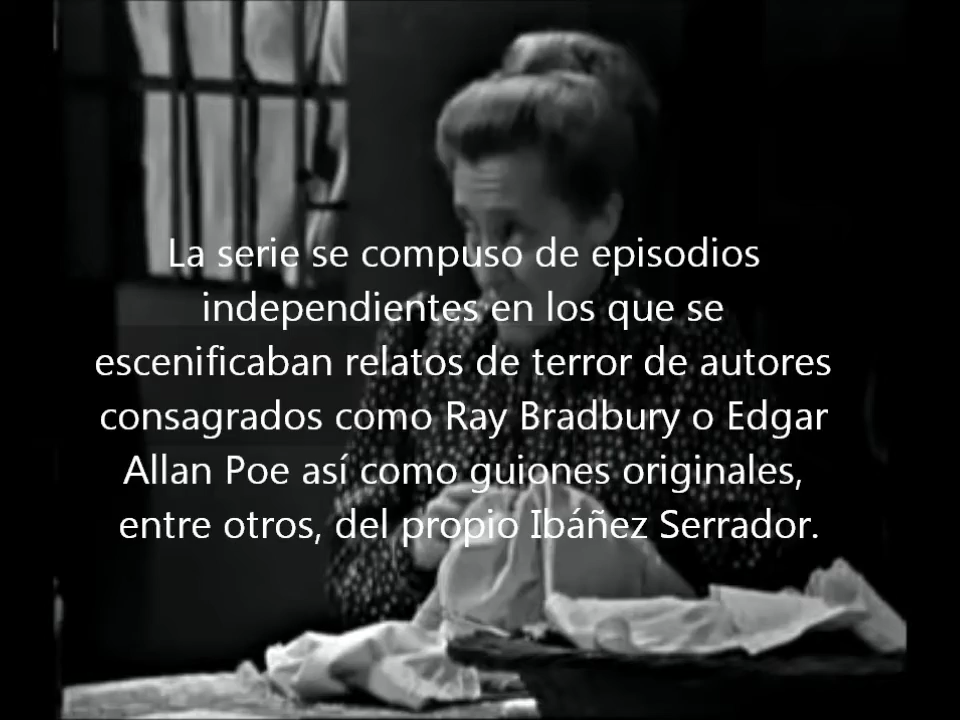 La serie se compuso de episodios
independientes en los que se
escenificaban relatos de terror de autores
consagrados como Ray Bradbury o Edgar
Allan Poe así como guiones originales,
entre otros, del propio Ibáñez Serrador.